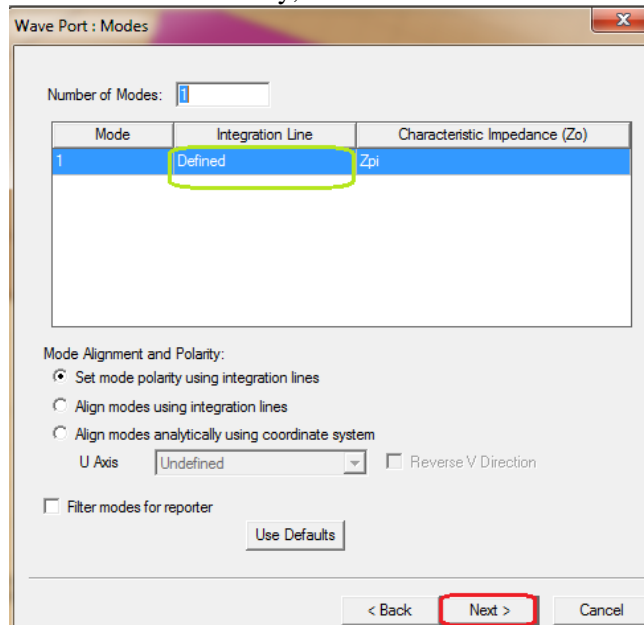 Wave Port : Modes
Number of Modes: 1
Mode Integration Line Characteristic Impedance (Zo)
1 Defined Zpi
Mode Alignment and Polarity:
Set mode polarity using integration lines
Align modes using integration lines
Align modes analytically using coordinate system
U Axis Undefined Reverse V Direction
Filter modes for reporter
Use Defaults
< Back Next > Cancel